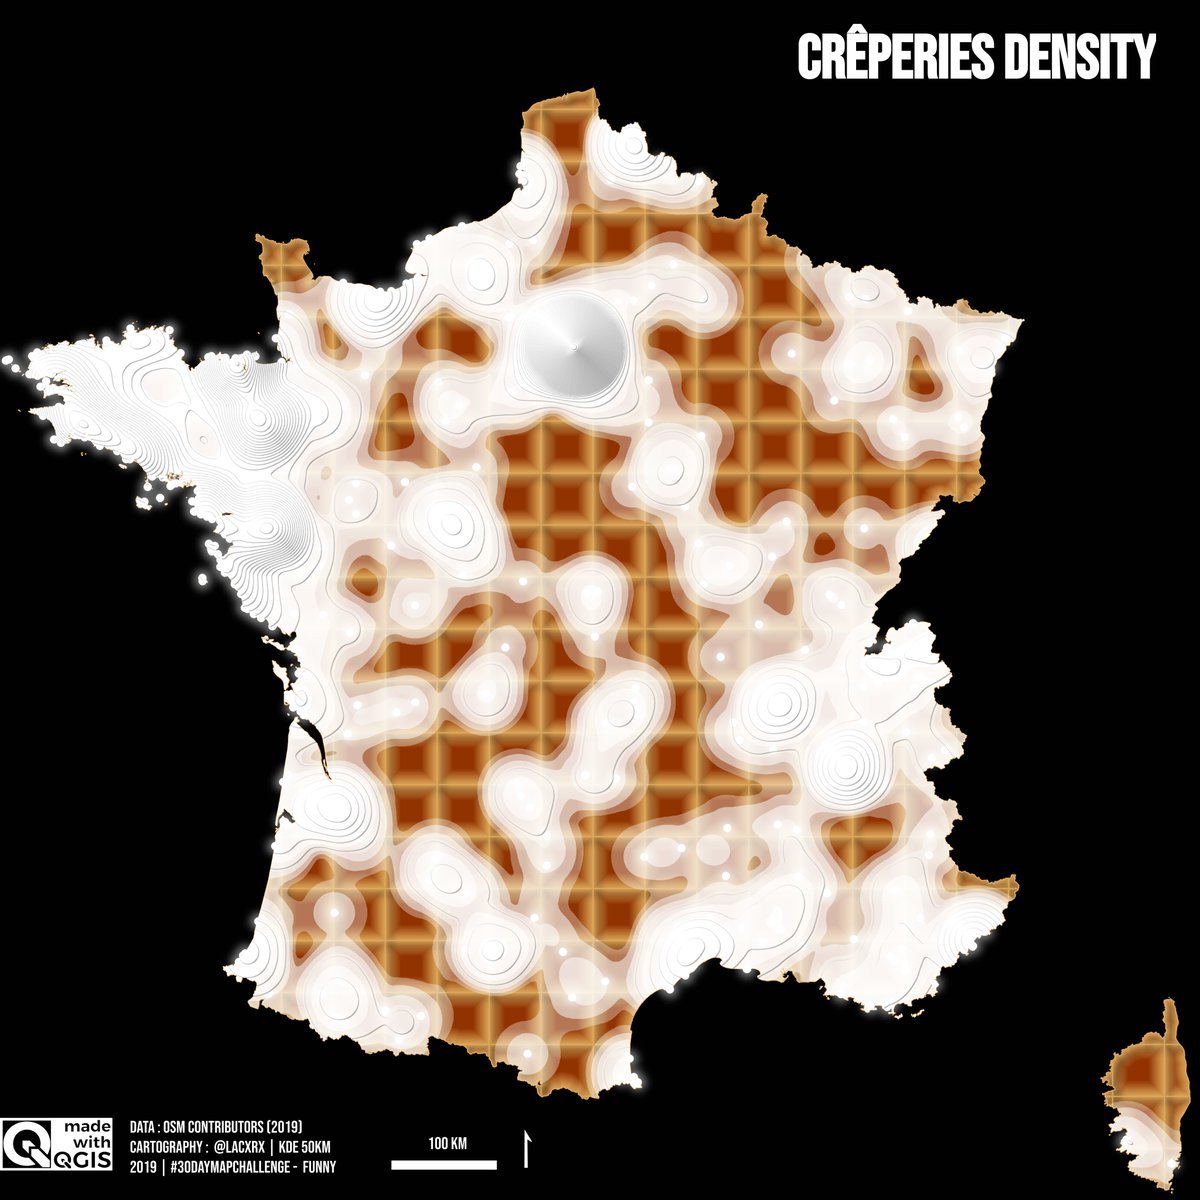 CRÊPERIES DENSITY
made
with
QGIS
DATA : OSM CONTRIBUTORS (2019)
CARTOGRAPHY : @LACXRX | KDE 50KM
2019 | #30DAYMAPCHALLENGE - FUNNY
100 KM